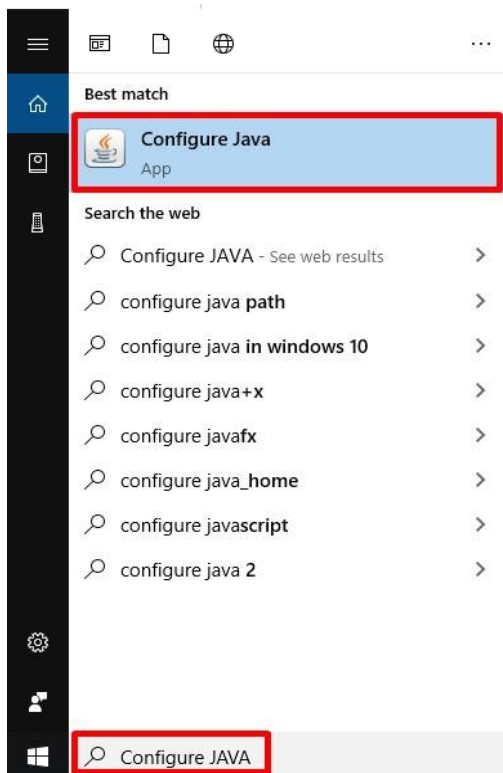 Best match
Configure Java
App
Search the web
Configure JAVA - See web results
configure java path
configure java in windows 10
configure java+x
configure javafx
configure java_home
configure javascript
configure java 2
Configure JAVA